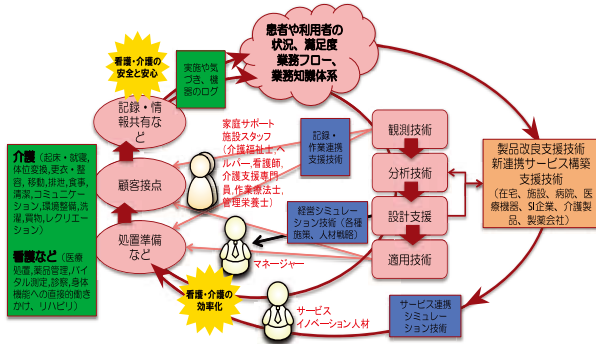 患者や利用者の
状況、満足度
業務フロー、
業務知識体系
看護・介護の
安全と安心
実施や気
づき、機
器のログ
記録・情
報共有な
ど
顧客接点
処置準備
など
介護（起床・就寝,
体位変換,更衣・整
容,移動,排泄,食事,
清潔,コミュニケー
ション,環境整備,洗
濯,買物,レクリエー
ション）
看護など（医療
処置,薬品管理,バイ
タル測定,診察,身体
機能への直接的働き
かけ、リハビリ）
家庭サポート
施設スタッフ
（介護福祉士,ヘ
ルパー,看護師,
介護支援専門
員,作業療法士,
管理栄養士）
記録・
作業連携
支援技術
経営シミュレー
ション技術（各種
施策、人材戦略）
マネージャー
看護・介護の
効率化
サービス
イノベーション人材
観測技術
分析技術
設計支援
適用技術
製品改良支援技術
新連携サービス構築
支援技術
（在宅、施設、病院、医
療機器、SI企業、介護製
品、製薬会社）
サービス連携
シミュレー
ション技術